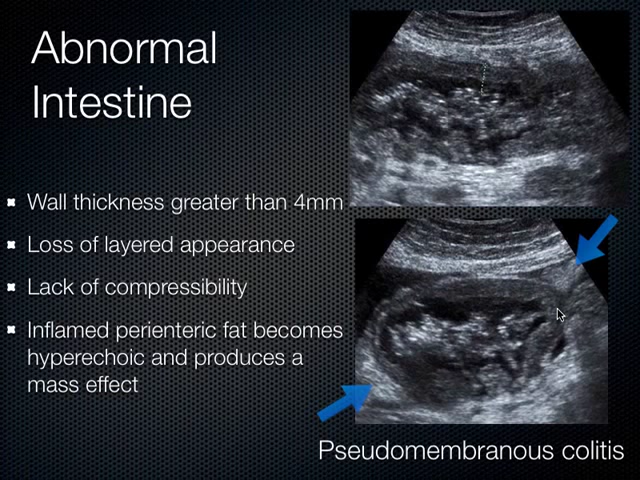 Abnormal
Intestine
Wall thickness greater than 4mm
Loss of layered appearance
Lack of compressibility
Inflamed perienteric fat becomes
hyperechoic and produces a
mass effect
Pseudomembranous colitis